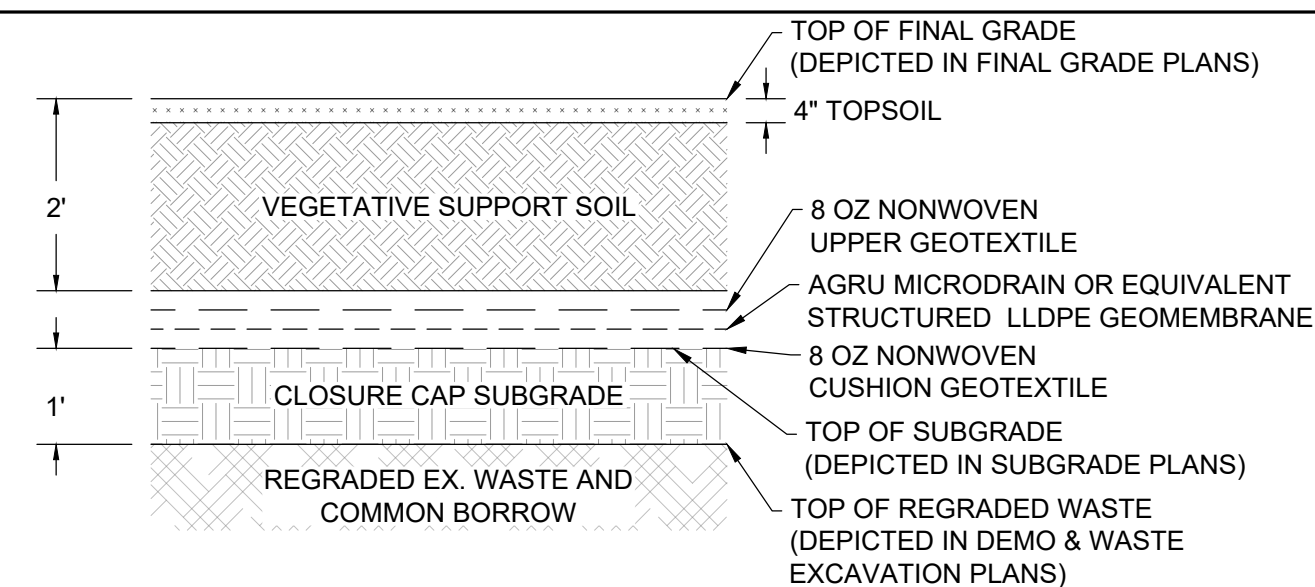 TOP OF FINAL GRADE
(DEPICTED IN FINAL GRADE PLANS)
4" TOPSOIL
2'
VEGETATIVE SUPPORT SOIL
8 OZ NONWOVEN
UPPER GEOTEXTILE
AGRU MICRODRAIN OR EQUIVALENT
STRUCTURED LLDPE GEOMEMBRANE
8 OZ NONWOVEN
CUSHION GEOTEXTILE
1'
CLOSURE CAP SUBGRADE
TOP OF SUBGRADE
(DEPICTED IN SUBGRADE PLANS)
REGRADED EX. WASTE AND
COMMON BORROW
TOP OF REGRADED WASTE
(DEPICTED IN DEMO & WASTE
EXCAVATION PLANS)